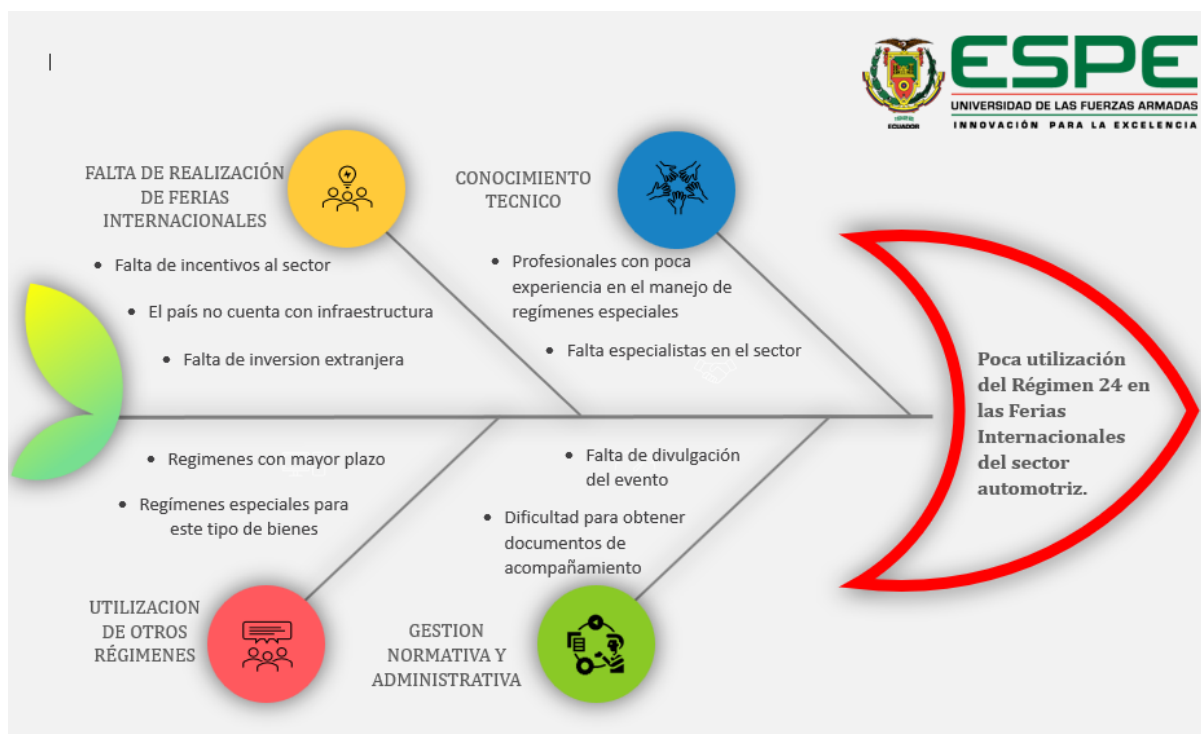 ESPE
UNIVERSIDAD DE LAS FUERZAS ARMADAS
INNOVACIÓN PARA LA EXCELENCIA
ECUADOR
FALTA DE REALIZACIÓN
DE FERIAS
INTERNACIONALES
• Falta de incentivos al sector
• El país no cuenta con infraestructura
• Falta de inversion extranjera
CONOCIMIENTO
TECNICO
• Profesionales con poca
experiencia en el manejo de
regímenes especiales
• Falta especialistas en el sector
Poca utilización
del Régimen 24 en
las Ferias
Internacionales
del sector
automotriz.
• Regimenes con mayor plazo
• Regímenes especiales para
este tipo de bienes
UTILIZACION
DE OTROS
RÉGIMENES
• Falta de divulgación
del evento
• Dificultad para obtener
documentos de
acompañamiento
GESTION
NORMATIVA Y
ADMINISTRATIVA